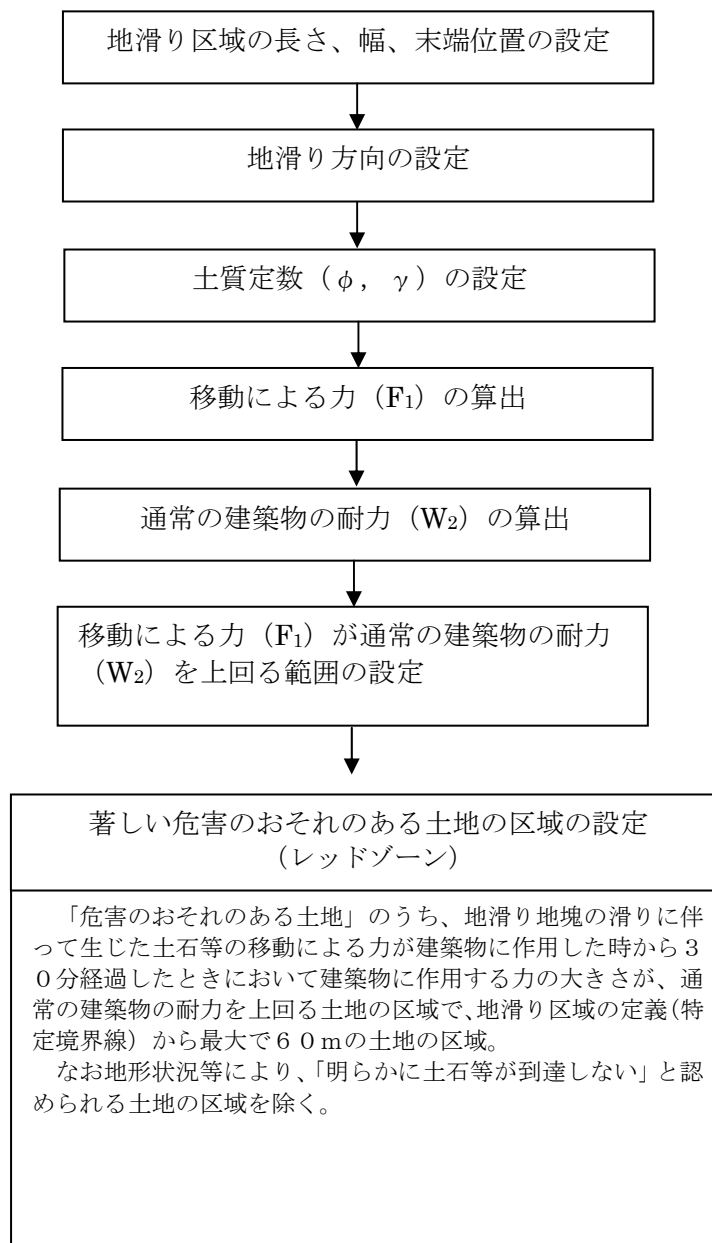 地滑り区域の長さ、幅、末端位置の設定
地滑り方向の設定
土質定数（φ，γ）の設定
移動による力（F₁）の算出
通常の建築物の耐力（W₂）の算出
移動による力（F₁）が通常の建築物の耐力
（W₂）を上回る範囲の設定
著しい危害のおそれのある土地の区域の設定
（レッドゾーン）
「危害のおそれのある土地」のうち、地滑り地塊の滑りに伴
って生じた土石等の移動による力が建築物に作用した時から３
０分経過したときにおいて建築物に作用する力の大きさが、通
常の建築物の耐力を上回る土地の区域で、地滑り区域の定義（特
定境界線）から最大で６０ｍの土地の区域。
なお地形状況等により、「明らかに土石等が到達しない」と認
められる土地の区域を除く。